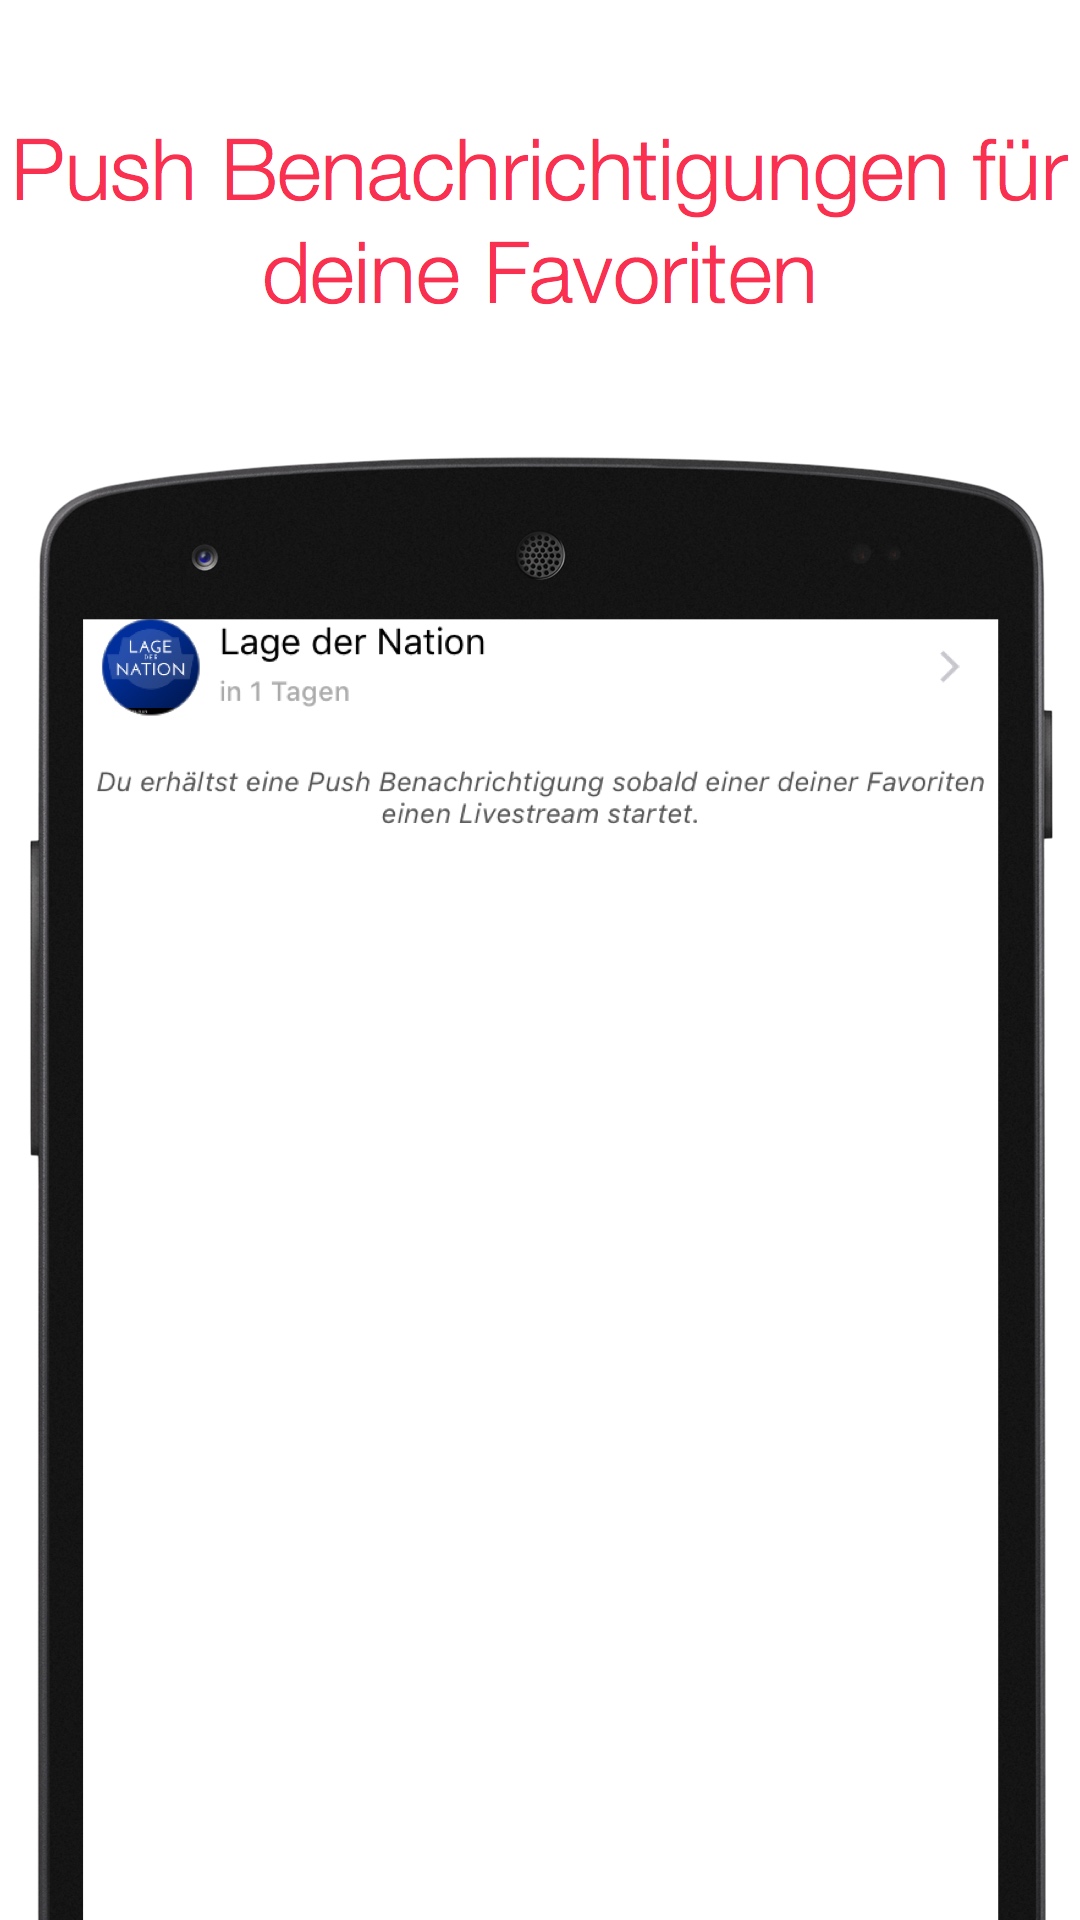 Push Benachrichtigungen für
deine Favoriten
LAGE
DER
NATION
Lage der Nation
in 1 Tagen
Du erhältst eine Push Benachrichtigung sobald einer deiner Favoriten
einen Livestream startet.